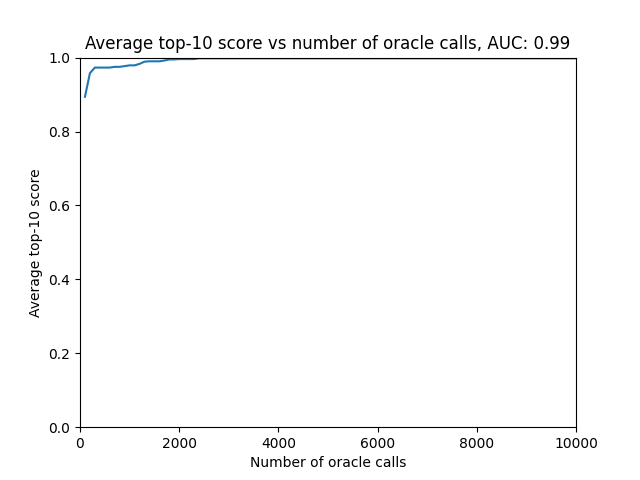 Average top-10 score vs number of oracle calls, AUC: 0.99
1.0
0.8
0.6
0.4
0.2
0.0
Average top-10 score
0 2000 4000 6000 8000 10000
Number of oracle calls